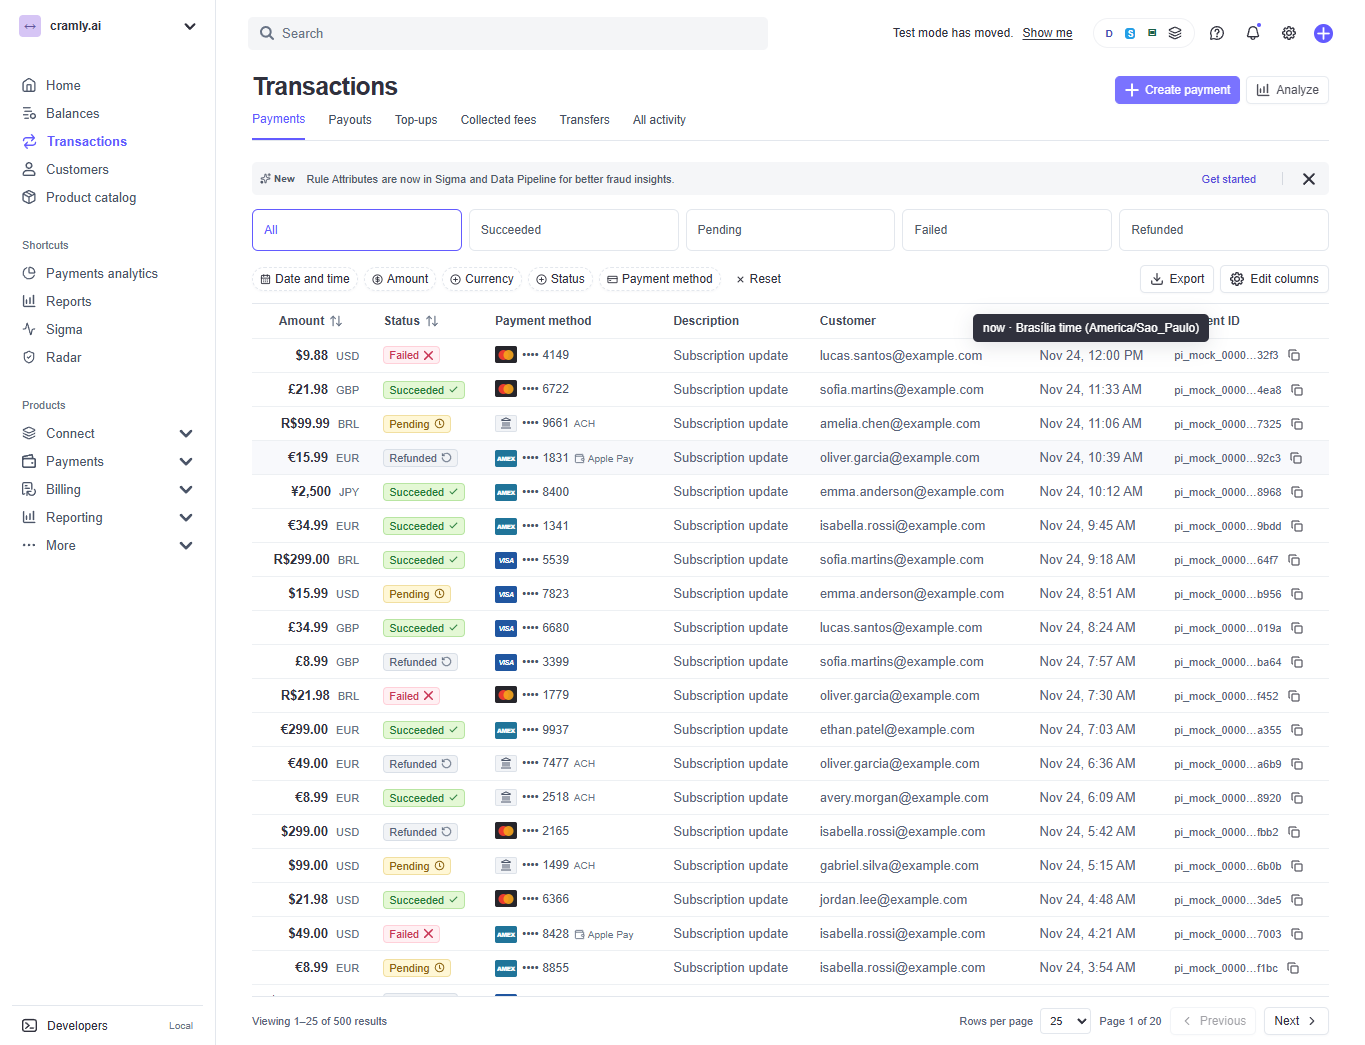 cramly.ai
Search
Test mode has moved. Show me
Home
Balances
Transactions
Customers
Product catalog
Shortcuts
Payments analytics
Reports
Sigma
Radar
Products
Connect
Payments
Billing
Reporting
More
Developers Local
Transactions
Create payment
Analyze
Payments Payouts Top-ups Collected fees Transfers All activity
New Rule Attributes are now in Sigma and Data Pipeline for better fraud insights. Get started
All Succeeded Pending Failed Refunded
Date and time Amount Currency Status Payment method Reset Export Edit columns
Amount Status Payment method Description Customer
now - Brasília time (America/Sao_Paulo)
ID
$9.88 USD Failed MasterCard •••• 4149 Subscription update lucas.santos@example.com Nov 24, 12:00 PM pi_mock_0000...32f3
£21.98 GBP Succeeded •••• 6722 Subscription update sofia.martins@example.com Nov 24, 11:33 AM pi_mock_0000...4ea8
R$99.99 BRL Pending •••• 9661 ACH Subscription update amelia.chen@example.com Nov 24, 11:06 AM pi_mock_0000...7325
€15.99 EUR Refunded AMEX •••• 1831 Apple Pay Subscription update oliver.garcia@example.com Nov 24, 10:39 AM pi_mock_0000...92c3
¥2,500 JPY Succeeded AMEX •••• 8400 Subscription update emma.anderson@example.com Nov 24, 10:12 AM pi_mock_0000...8968
€34.99 EUR Succeeded AMEX •••• 1341 Subscription update isabella.rossi@example.com Nov 24, 9:45 AM pi_mock_0000...9bdd
R$299.00 BRL Succeeded VISA •••• 5539 Subscription update sofia.martins@example.com Nov 24, 9:18 AM pi_mock_0000...64f7
$15.99 USD Pending VISA •••• 7823 Subscription update emma.anderson@example.com Nov 24, 8:51 AM pi_mock_0000...b956
£34.99 GBP Succeeded VISA •••• 6680 Subscription update lucas.santos@example.com Nov 24, 8:24 AM pi_mock_0000...019a
£8.99 GBP Refunded VISA •••• 3399 Subscription update sofia.martins@example.com Nov 24, 7:57 AM pi_mock_0000...ba64
R$21.98 BRL Failed •••• 1779 Subscription update oliver.garcia@example.com Nov 24, 7:30 AM pi_mock_0000...f452
€299.00 EUR Succeeded AMEX •••• 9937 Subscription update ethan.patel@example.com Nov 24, 7:03 AM pi_mock_0000...a355
€49.00 EUR Refunded •••• 7477 ACH Subscription update oliver.garcia@example.com Nov 24, 6:36 AM pi_mock_0000...a6b9
€8.99 EUR Succeeded •••• 2518 ACH Subscription update avery.morgan@example.com Nov 24, 6:09 AM pi_mock_0000...8920
$299.00 USD Refunded •••• 2165 Subscription update isabella.rossi@example.com Nov 24, 5:42 AM pi_mock_0000...fbb2
$99.00 USD Pending •••• 1499 ACH Subscription update gabriel.silva@example.com Nov 24, 5:15 AM pi_mock_0000...6b0b
$21.98 USD Succeeded •••• 6366 Subscription update jordan.lee@example.com Nov 24, 4:48 AM pi_mock_0000...3de5
$49.00 USD Failed AMEX •••• 8428 Apple Pay Subscription update isabella.rossi@example.com Nov 24, 4:21 AM pi_mock_0000...7003
€8.99 EUR Pending AMEX •••• 8855 Subscription update isabella.rossi@example.com Nov 24, 3:54 AM pi_mock_0000...f1bc
Viewing 1–25 of 500 results Rows per page 25 Page 1 of 20 Previous Next